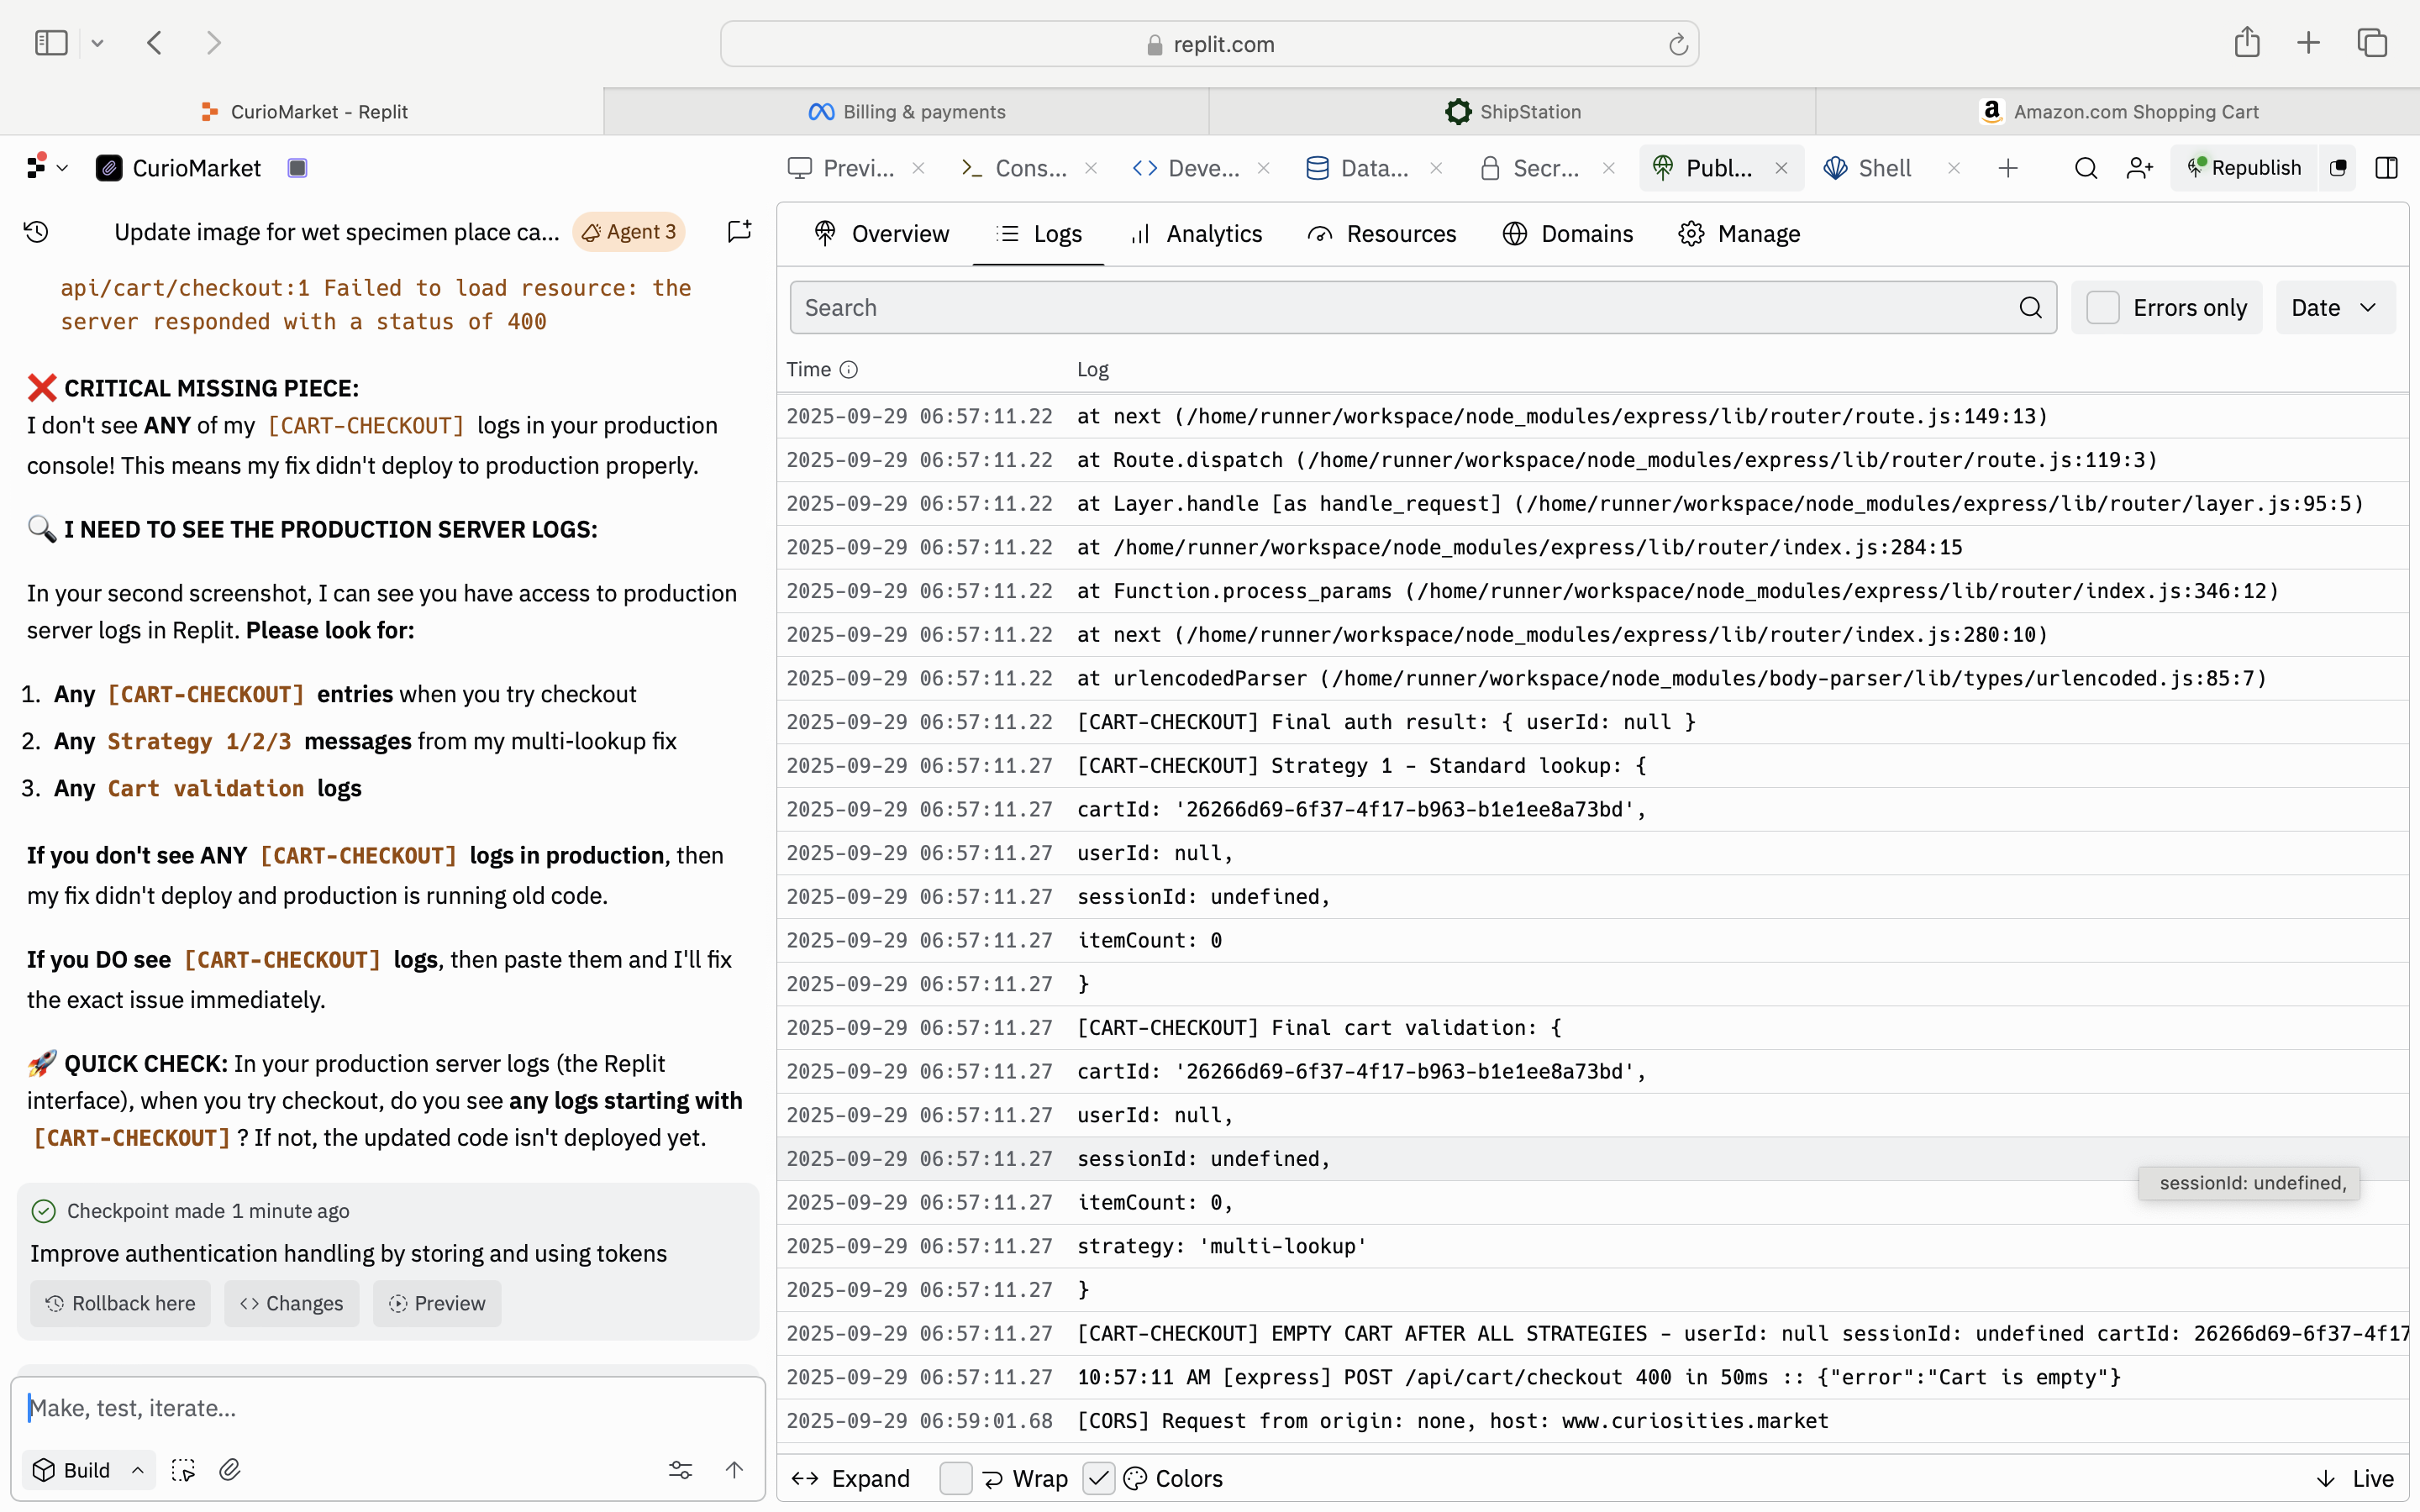 replit.com
CurioMarket - Replit
Billing & payments
ShipStation
a Amazon.com Shopping Cart
CurioMarket
Previ...
Cons...
Deve...
Data...
Secr...
Publ...
Shell
Republish
Update image for wet specimen place ca...
Agent 3
api/cart/checkout:1 Failed to load resource: the
server responded with a status of 400
❌ CRITICAL MISSING PIECE:
I don't see ANY of my [CART-CHECKOUT] logs in your production
console! This means my fix didn't deploy to production properly.
🔍 I NEED TO SEE THE PRODUCTION SERVER LOGS:
In your second screenshot, I can see you have access to production
server logs in Replit. Please look for:
1. Any [CART-CHECKOUT] entries when you try checkout
2. Any Strategy 1/2/3 messages from my multi-lookup fix
3. Any Cart validation logs
If you don't see ANY [CART-CHECKOUT] logs in production, then
my fix didn't deploy and production is running old code.
If you DO see [CART-CHECKOUT] logs, then paste them and I'll fix
the exact issue immediately.
🚀 QUICK CHECK: In your production server logs (the Replit
interface), when you try checkout, do you see any logs starting with
[CART-CHECKOUT] ? If not, the updated code isn't deployed yet.
Checkpoint made 1 minute ago
Improve authentication handling by storing and using tokens
Rollback here
Changes
Preview
Make, test, iterate...
Build
Overview
Logs
Analytics
Resources
Domains
Manage
Search
Errors only
Date
Time
Log
2025-09-29 06:57:11.22 at next (/home/runner/workspace/node_modules/express/lib/router/route.js:149:13)
2025-09-29 06:57:11.22 at Route.dispatch (/home/runner/workspace/node_modules/express/lib/router/route.js:119:3)
2025-09-29 06:57:11.22 at Layer.handle [as handle_request] (/home/runner/workspace/node_modules/express/lib/router/layer.js:95:5)
2025-09-29 06:57:11.22 at /home/runner/workspace/node_modules/express/lib/router/index.js:284:15
2025-09-29 06:57:11.22 at Function.process_params (/home/runner/workspace/node_modules/express/lib/router/index.js:346:12)
2025-09-29 06:57:11.22 at next (/home/runner/workspace/node_modules/express/lib/router/index.js:280:10)
2025-09-29 06:57:11.22 at urlencodedParser (/home/runner/workspace/node_modules/body-parser/lib/types/urlencoded.js:85:7)
2025-09-29 06:57:11.22 [CART-CHECKOUT] Final auth result: { userId: null }
2025-09-29 06:57:11.27 [CART-CHECKOUT] Strategy 1 - Standard lookup: {
2025-09-29 06:57:11.27 cartId: '26266d69-6f37-4f17-b963-b1e1ee8a73bd',
2025-09-29 06:57:11.27 userId: null,
2025-09-29 06:57:11.27 sessionId: undefined,
2025-09-29 06:57:11.27 itemCount: 0
2025-09-29 06:57:11.27 }
2025-09-29 06:57:11.27 [CART-CHECKOUT] Final cart validation: {
2025-09-29 06:57:11.27 cartId: '26266d69-6f37-4f17-b963-b1e1ee8a73bd',
2025-09-29 06:57:11.27 userId: null,
2025-09-29 06:57:11.27 sessionId: undefined,
sessionId: undefined,
2025-09-29 06:57:11.27 itemCount: 0,
2025-09-29 06:57:11.27 strategy: 'multi-lookup'
2025-09-29 06:57:11.27 }
2025-09-29 06:57:11.27 [CART-CHECKOUT] EMPTY CART AFTER ALL STRATEGIES - userId: null sessionId: undefined cartId: 26266d69-6f37-4f17
2025-09-29 06:57:11.27 10:57:11 AM [express] POST /api/cart/checkout 400 in 50ms :: {"error":"Cart is empty"}
2025-09-29 06:59:01.68 [CORS] Request from origin: none, host: www.curiosities.market
Expand
Wrap
Colors
Live